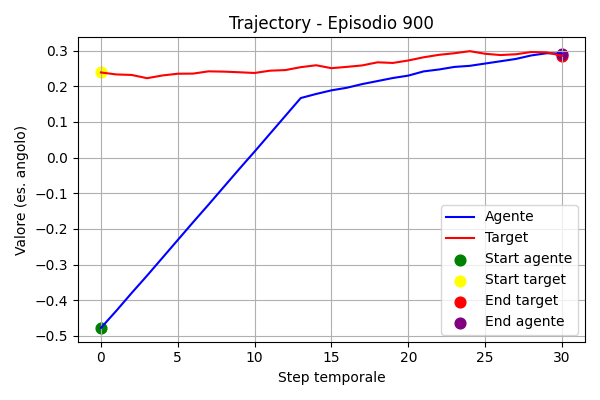 Trajectory - Episodio 900
Valore (es. angolo)
0.3
0.2
0.1
0.0
−0.1
−0.2
−0.3
−0.4
−0.5
0 5 10 15 20 25 30
Step temporale
Agente
Target
Start agente
Start target
End target
End agente